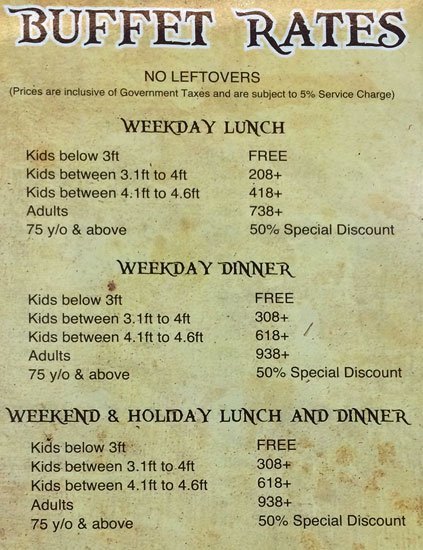 BUFFET RATES
NO LEFTOVERS
(Prices are inclusive of Government Taxes and are subject to 5% Service Charge)
WEEKDAY LUNCH
Kids below 3ft FREE
Kids between 3.1ft to 4ft 208+
Kids between 4.1ft to 4.6ft 418+
Adults 738+
75 y/o & above 50% Special Discount
WEEKDAY DINNER
Kids below 3ft FREE
Kids between 3.1ft to 4ft 308+
Kids between 4.1ft to 4.6ft 618+
Adults 938+
75 y/o & above 50% Special Discount
WEEKEND & HOLIDAY LUNCH AND DINNER
Kids below 3ft FREE
Kids between 3.1ft to 4ft 308+
Kids between 4.1ft to 4.6ft 618+
Adults 938+
75 y/o & above 50% Special Discount